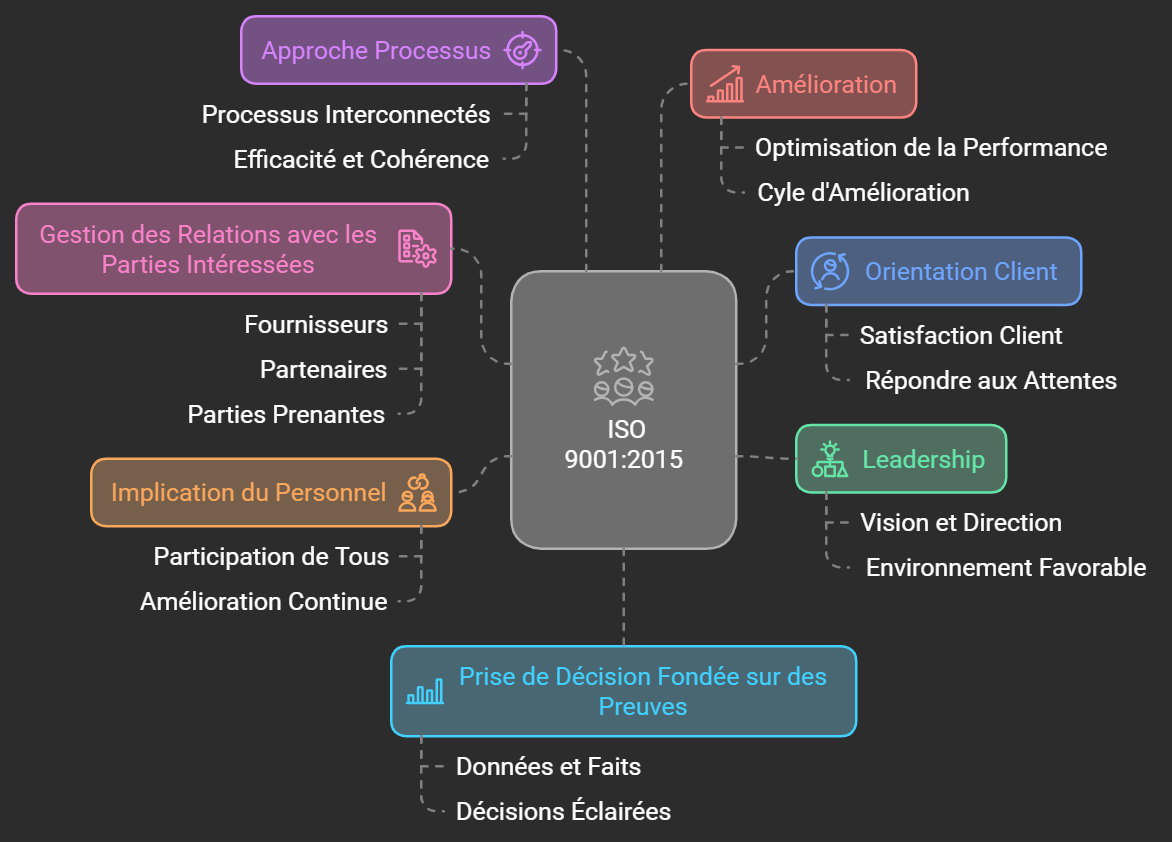 Approche Processus
Processus Interconnectés
Efficacité et Cohérence
Amélioration
Optimisation de la Performance
Cyle d'Amélioration
Gestion des Relations avec les
Parties Intéressées
Fournisseurs
Partenaires
Parties Prenantes
Orientation Client
Satisfaction Client
Répondre aux Attentes
ISO
9001:2015
Implication du Personnel
Participation de Tous
Amélioration Continue
Leadership
Vision et Direction
Environnement Favorable
Prise de Décision Fondée sur des
Preuves
Données et Faits
Décisions Éclairées